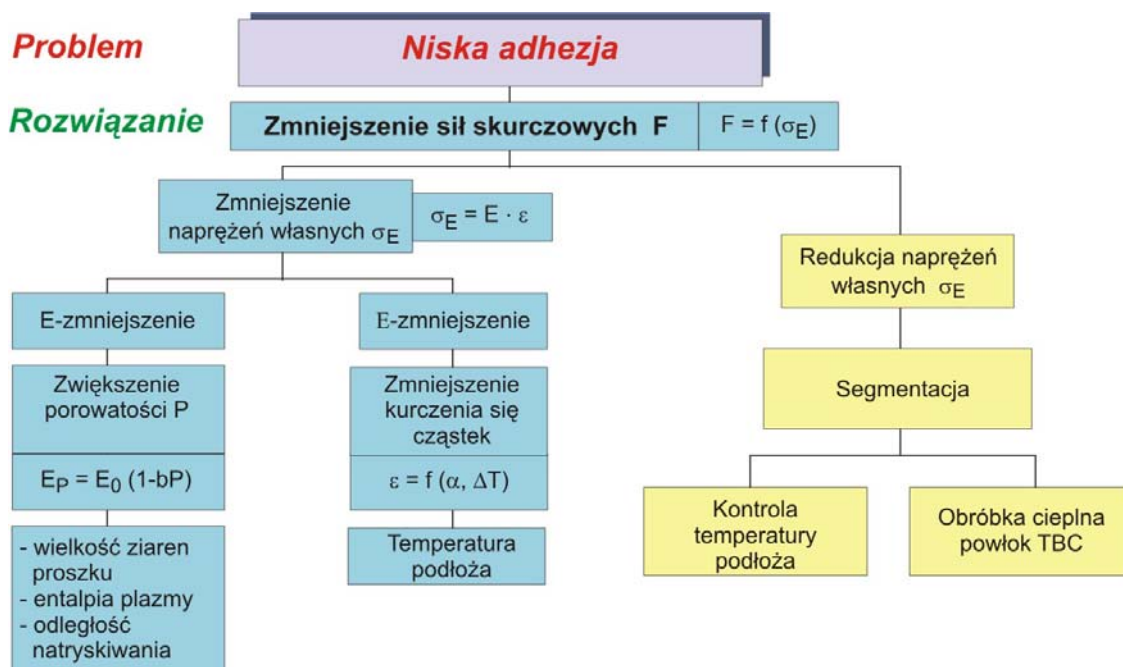 Problem
Niska adhezja
Rozwiązanie
Zmniejszenie sił skurczowych F
F = f (σE)
Zmniejszenie
naprężeń własnych σE
σE = E · ε
Redukcja naprężeń
własnych σE
E-zmniejszenie
E-zmniejszenie
Zwiększenie
porowatości P
Zmniejszenie
kurczenia się
cząstek
Segmentacja
EP = E0 (1-bP)
ε = f (α, ΔT)
- wielkość ziaren
proszku
- entalpia plazmy
- odległość
natryskiwania
Temperatura
podłoża
Kontrola
temperatury
podłoża
Obróbka cieplna
powłok TBC